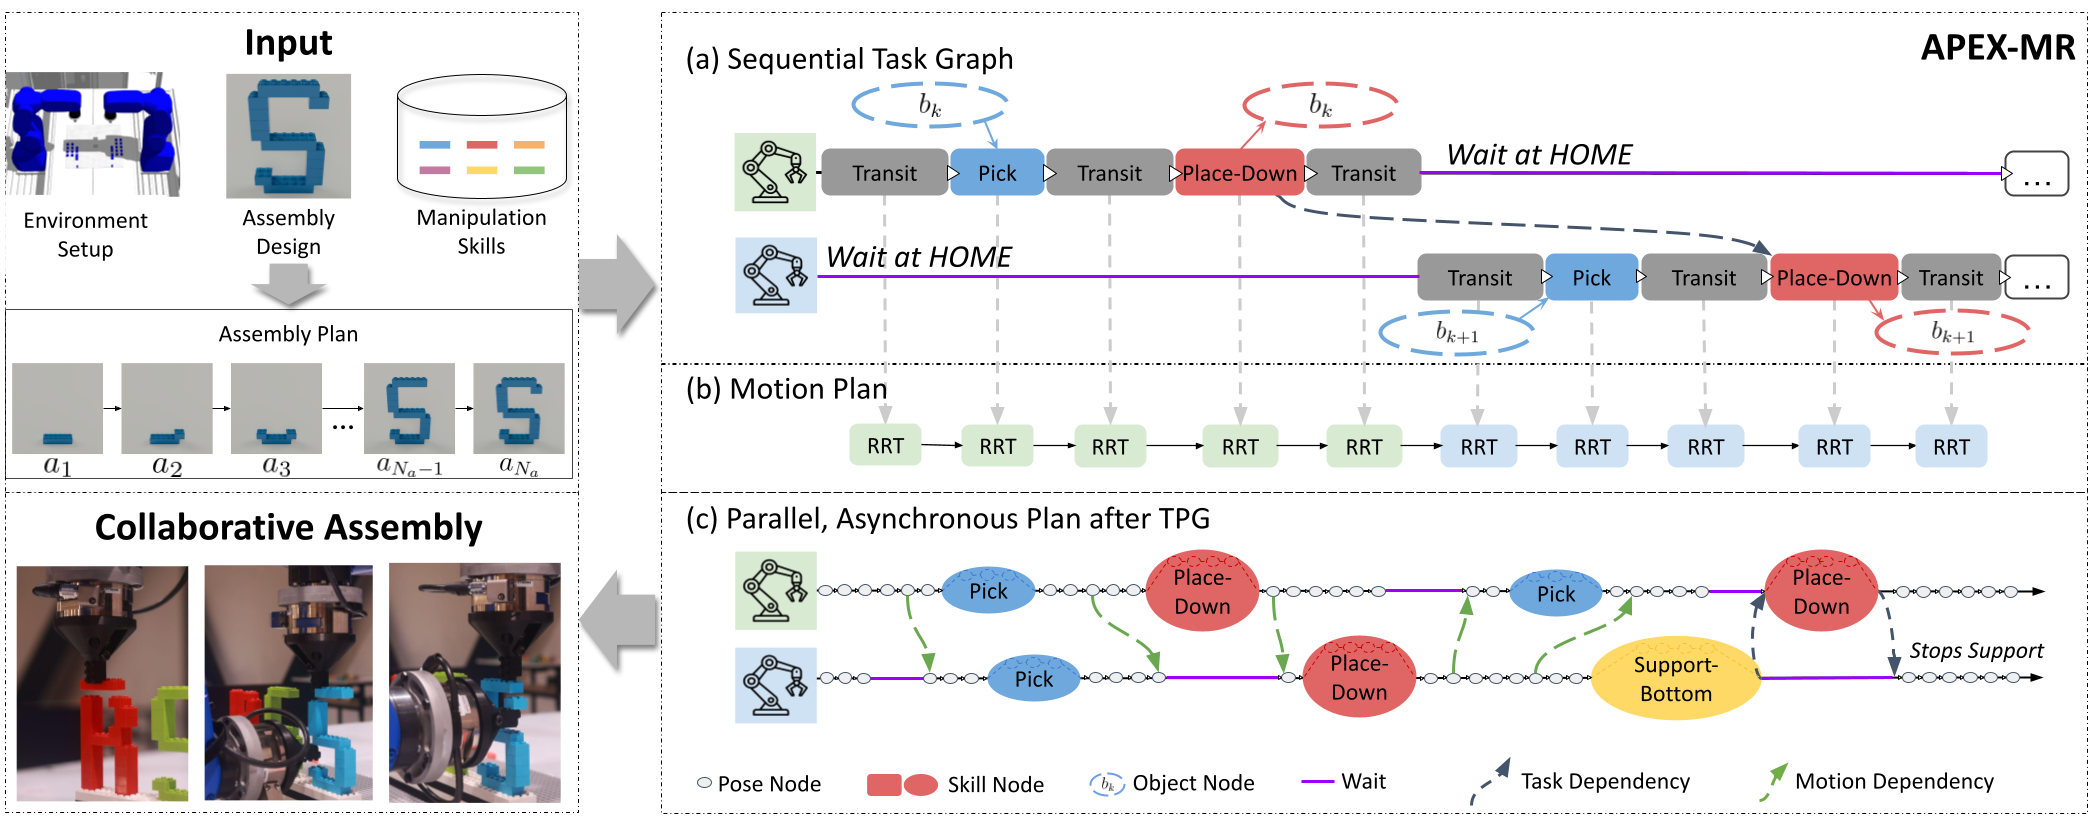 Input
Environment
Setup
Assembly
Design
Manipulation
Skills
Assembly Plan
...
a₁
a₂
a₃
a_{N_a−1}
a_{N_a}
Collaborative Assembly
APEX-MR
(a) Sequential Task Graph
b_k
b_k
Transit
Pick
Transit
Place-Down
Transit
Wait at HOME
...
Wait at HOME
Transit
Pick
Transit
Place-Down
Transit
...
b_{k+1}
b_{k+1}
(b) Motion Plan
RRT
RRT
RRT
RRT
RRT
RRT
RRT
RRT
RRT
RRT
(c) Parallel, Asynchronous Plan after TPG
Pick
Place-
Down
Pick
Place-
Down
Pick
Place-
Down
Support-
Bottom
Stops Support
Pose Node
Skill Node
b_k
Object Node
Wait
Task Dependency
Motion Dependency